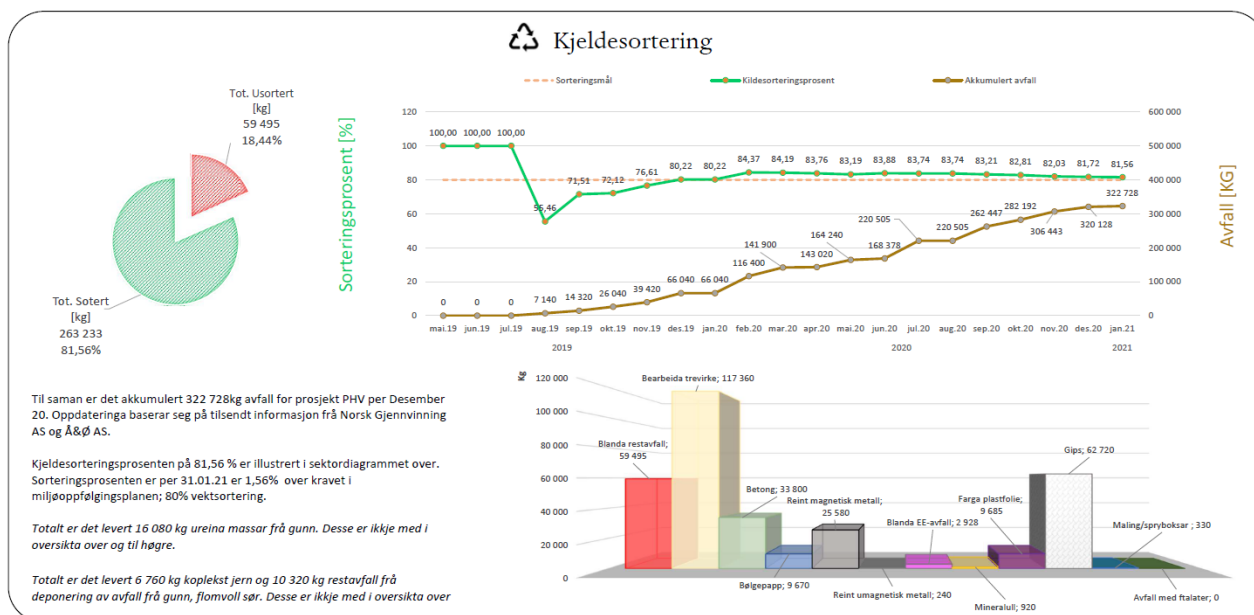 Kjeldesortering
Tot. Usortert
[kg]
59 495
18,44%
Tot. Sotert
[kg]
263 233
81,56%
Sorteringsmål
Kildesorteringsprosent
Akkumulert avfall
Sorteringsprosent [%]
120
100
80
60
40
20
0
100,00 100,00 100,00 55,46 71,51 72,12 76,61 80,22 80,22 84,37 84,19 83,76 83,19 83,88 83,74 83,74 83,21 82,81 82,03 81,72 81,56
0 0 0 7 140 14 320 26 040 39 420 66 040 66 040 116 400 141 900 143 020 164 240 168 378 220 505 220 505 262 447 282 192 306 443 320 128 322 728
600 000
500 000
400 000
300 000
200 000
100 000
0
Avfall [KG]
mai.19 jun.19 jul.19 aug.19 sep.19 okt.19 nov.19 des.19 jan.20 feb.20 mar.20 apr.20 mai.20 jun.20 jul.20 aug.20 sep.20 okt.20 nov.20 des.20 jan.21
2019 2020 2021
Til saman er det akkumulert 322 728kg avfall for prosjekt PHV per Desember
20. Oppdateringa baserar seg på tilsendt informasjon frå Norsk Gjennvinning
AS og Å&Ø AS.
Kjeldesorteringsprosenten på 81,56 % er illustrert i sektordiagrammet over.
Sorteringsprosenten er per 31.01.21 er 1,56% over kravet i
miljøoppfølgingsplanen; 80% vektsortering.
Totalt er det levert 16 080 kg ureina massar frå gunn. Desse er ikkje med i
oversikta over og til høgre.
Totalt er det levert 6 760 kg koplekst jern og 10 320 kg restavfall frå
deponering av avfall frå gunn, flomvoll sør. Desse er ikkje med i oversikta over
Kg
120 000
100 000
80 000
60 000
40 000
20 000
0
Blanda restavfall;
59 495
Bearbeida trevirke; 117 360
Betong; 33 800
Bølgepapp; 9 670
Reint magnetisk metall;
25 580
Reint umagnetisk metall; 240
Blanda EE-avfall; 2 928
Mineralull; 920
Farga plastfolie;
9 685
Gips; 62 720
Maling/spryboksar ; 330
Avfall med ftalater; 0